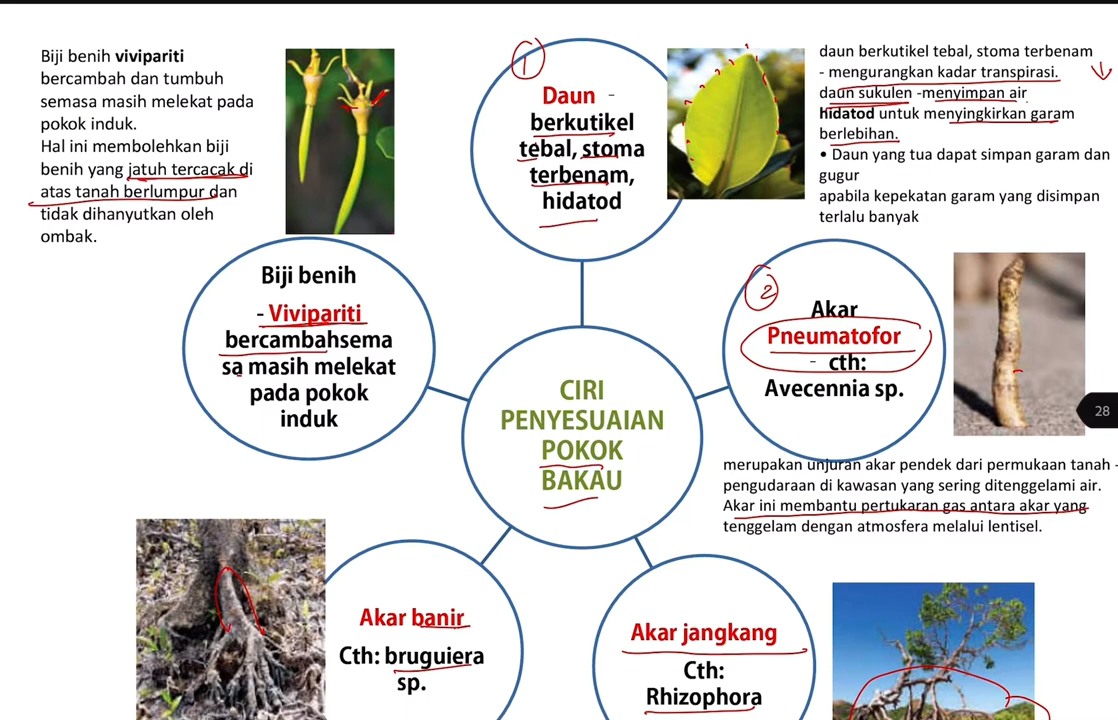 Biji benih vivipariti
bercambah dan tumbuh
semasa masih melekat pada
pokok induk.
Hal ini membolehkan biji
benih yang jatuh tercacak di
atas tanah berlumpur dan
tidak dihanyutkan oleh
ombak.
1
Daun -
berkutikel
tebal, stoma
terbenam,
hidatod
daun berkutikel tebal, stoma terbenam
- mengurangkan kadar transpirasi.
daun sukulen -menyimpan air
hidatod untuk menyingkirkan garam
berlebihan.
• Daun yang tua dapat simpan garam dan
gugur
apabila kepekatan garam yang disimpan
terlalu banyak
Biji benih
- Vivipariti
bercambahsema
sa masih melekat
pada pokok
induk
2
Akar
Pneumatofor
- cth:
Avecennia sp.
28
CIRI
PENYESUAIAN
POKOK
BAKAU
merupakan unjuran akar pendek dari permukaan tanah -
pengudaraan di kawasan yang sering ditenggelami air.
Akar ini membantu pertukaran gas antara akar yang
tenggelam dengan atmosfera melalui lentisel.
Akar banir
Cth: bruguiera
sp.
Akar jangkang
Cth:
Rhizophora